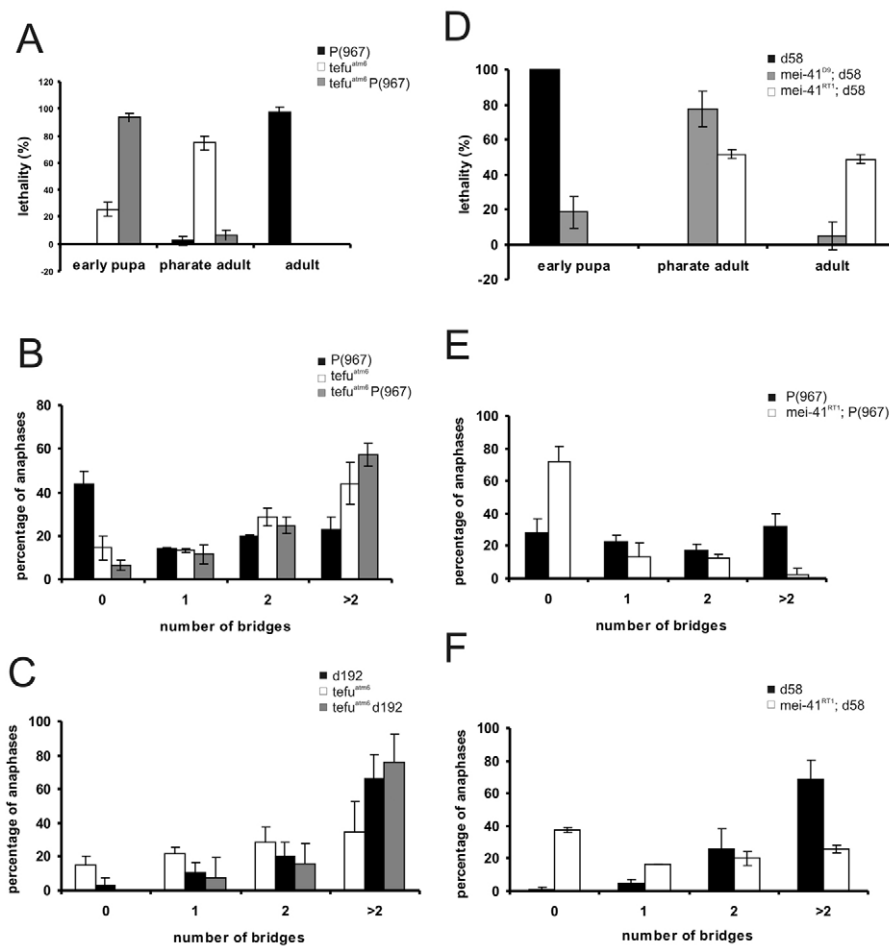 A
P(967)
tefu^atm6
tefu^atm6 P(967)
lethality (%)
120
100
80
60
40
20
0
-20
early pupa pharate adult adult
B
P(967)
tefu^atm6
tefu^atm6 P(967)
percentage of anaphases
80
60
40
20
0
0 1 2 >2
number of bridges
C
d192
tefu^atm6
tefu^atm6 d192
percentage of anaphases
100
80
60
40
20
0
0 1 2 >2
number of bridges
D
d58
mei-41^D9; d58
mei-41^RT1; d58
lethality (%)
100
80
60
40
20
0
-20
early pupa pharate adult adult
E
P(967)
mei-41^RT1; P(967)
percentage of anaphases
100
80
60
40
20
0
0 1 2 >2
number of bridges
F
d58
mei-41^RT1; d58
percentage of anaphases
100
80
60
40
20
0
0 1 2 >2
number of bridges